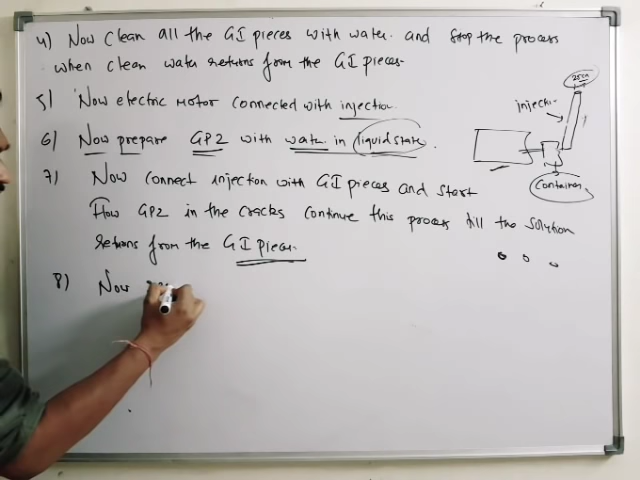 4) Now clean all the GI pieces with water. and stop the process
when clean water returns from the GI pieces.
5) Now electric motor connected with injection.
6) Now prepare GP2 with water in liquid state.
7) Now connect injection with GI pieces and start
Flow GP2 in the cracks continue this process till the solution
returns from the GI pieces.
8) Now
injecti-
Container